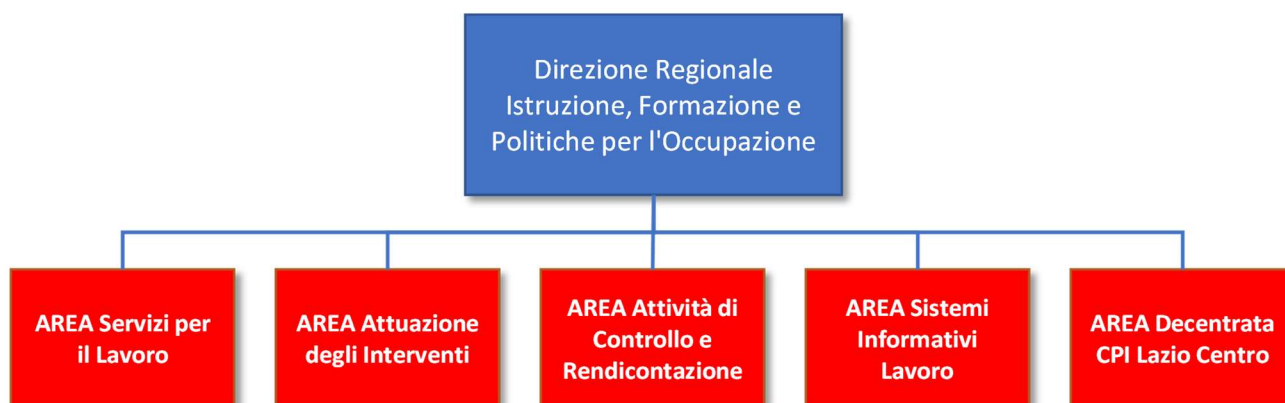 Direzione Regionale
Istruzione, Formazione e
Politiche per l'Occupazione
AREA Servizi per
il Lavoro
AREA Attuazione
degli Interventi
AREA Attività di
Controllo e
Rendicontazione
AREA Sistemi
Informativi
Lavoro
AREA Decentrata
CPI Lazio Centro